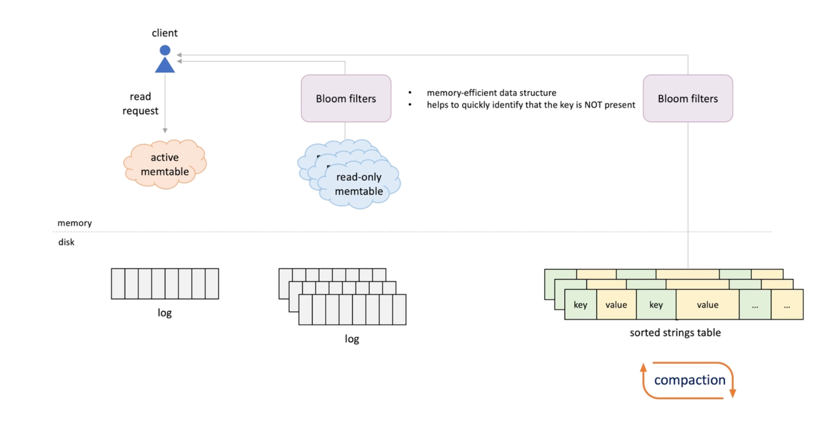 client
read
request
Bloom filters
• memory-efficient data structure
• helps to quickly identify that the key is NOT present
Bloom filters
active
memtable
read-only
memtable
memory
disk
log
log
key value key value ... ...
sorted strings table
compaction